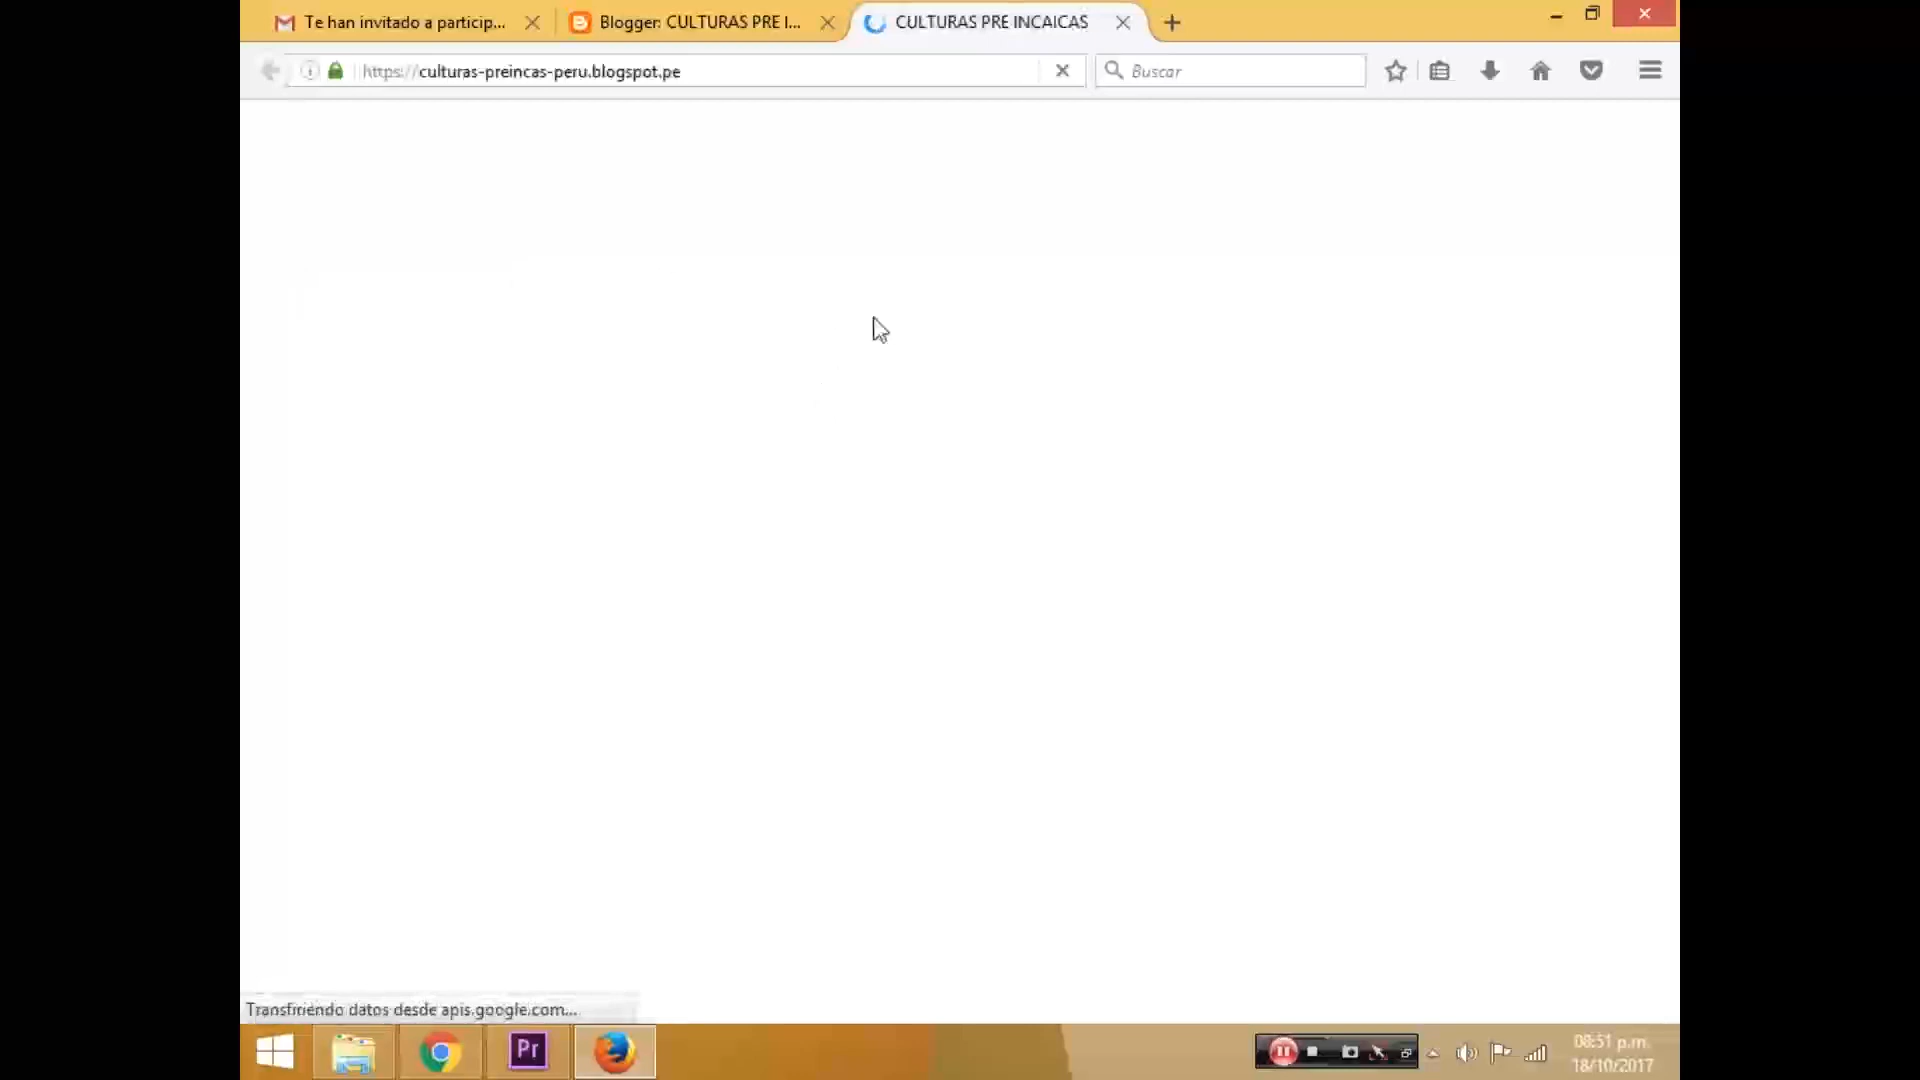 Te han invitado a particip...
Blogger: CULTURAS PRE I...
CULTURAS PRE INCAICAS
https://culturas-preincas-peru.blogspot.pe
Buscar
Transfiriendo datos desde apis.google.com...
Pr
08:51 p.m.
18/10/2017